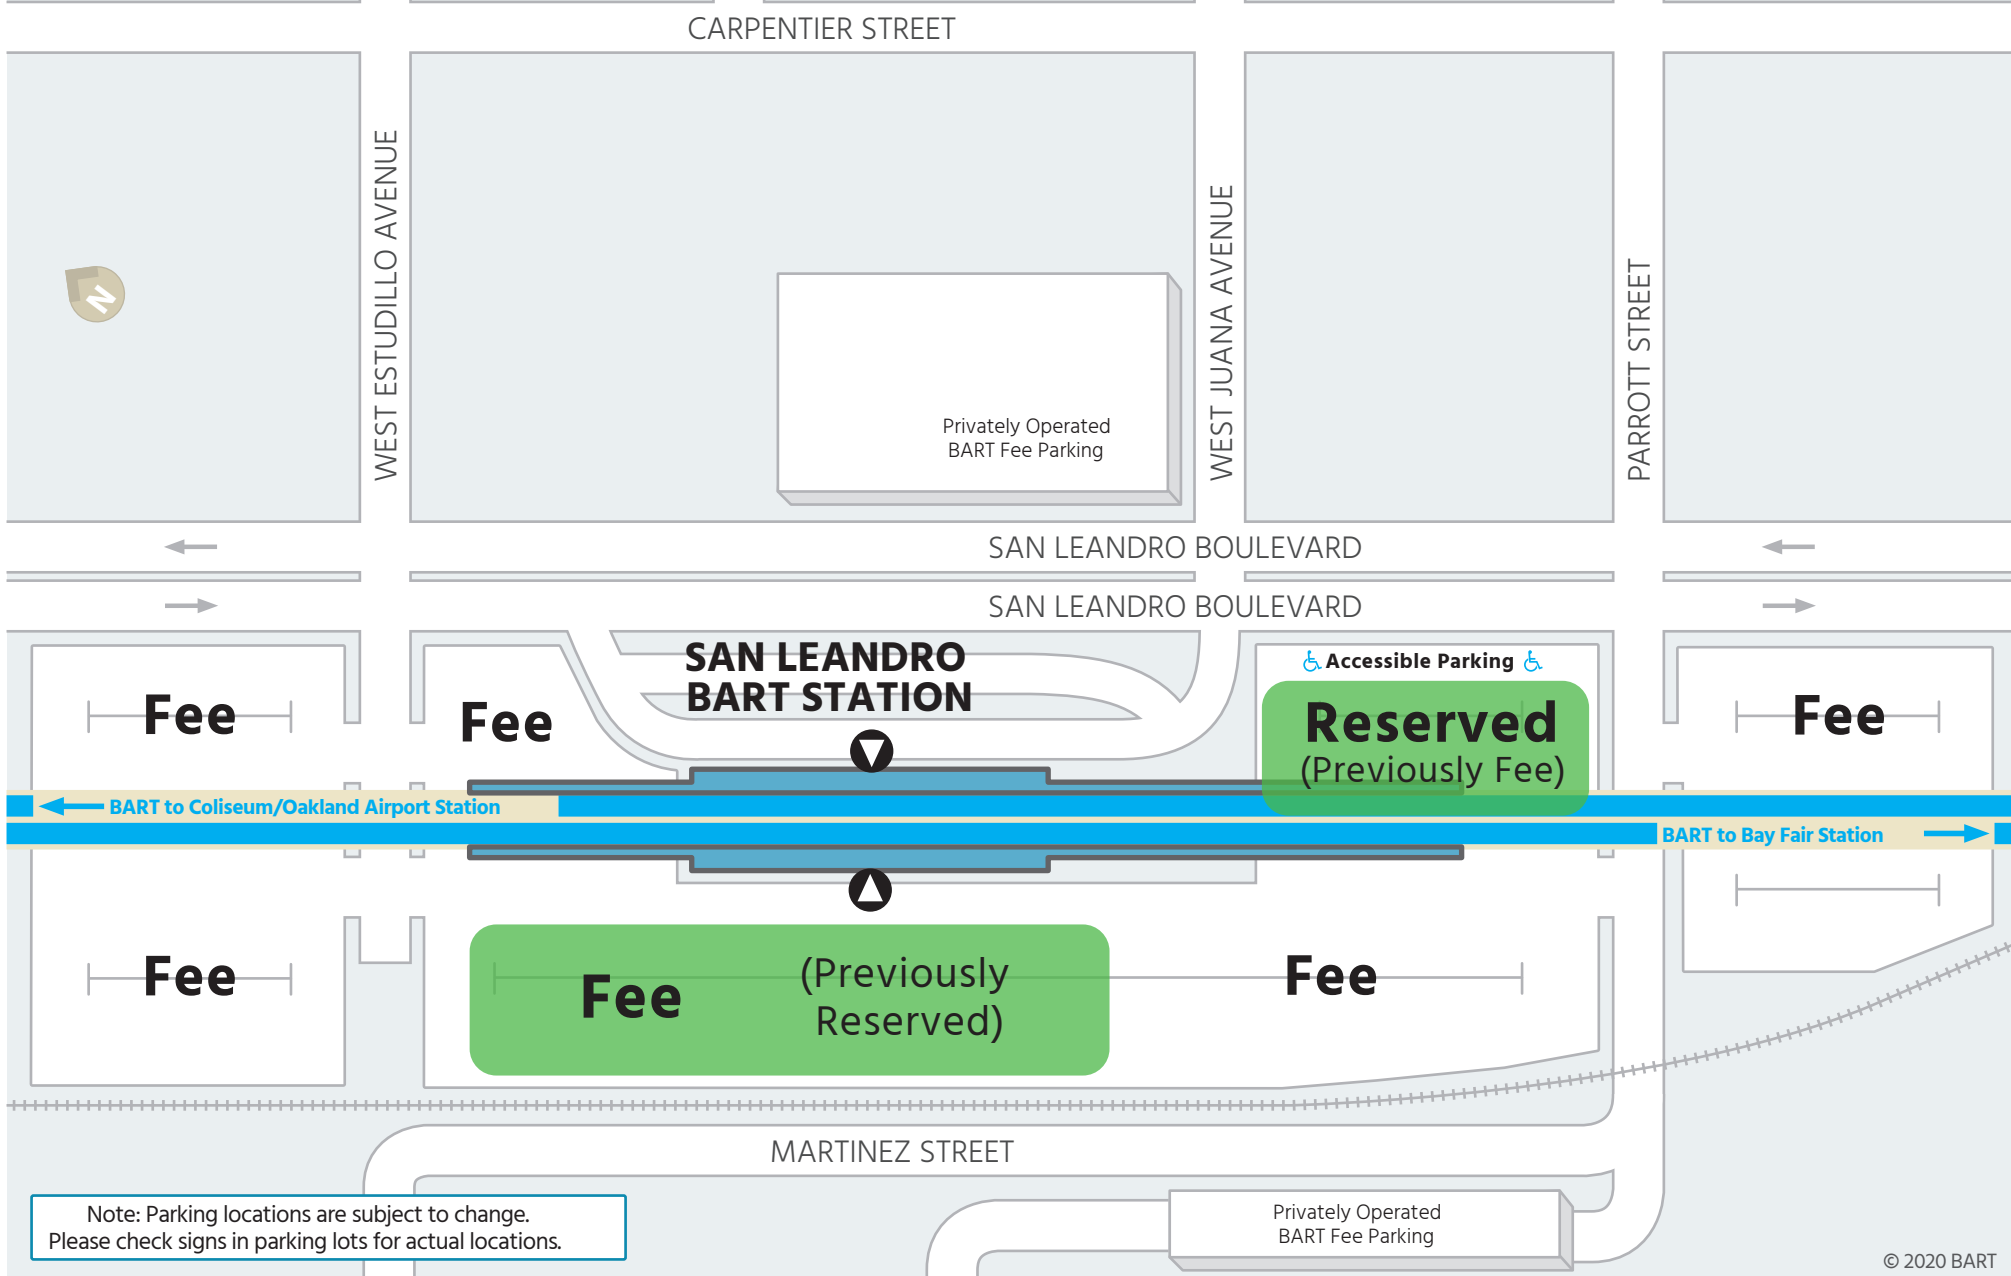 CARPENTIER STREET
WEST ESTUDILLO AVENUE
WEST JUANA AVENUE
PARROTT STREET
N
Privately Operated
BART Fee Parking
SAN LEANDRO BOULEVARD
SAN LEANDRO BOULEVARD
SAN LEANDRO
BART STATION
Accessible Parking
Fee
Fee
Reserved
(Previously Fee)
Fee
BART to Coliseum/Oakland Airport Station
BART to Bay Fair Station
Fee
Fee
(Previously
Reserved)
Fee
MARTINEZ STREET
Note: Parking locations are subject to change.
Please check signs in parking lots for actual locations.
Privately Operated
BART Fee Parking
© 2020 BART